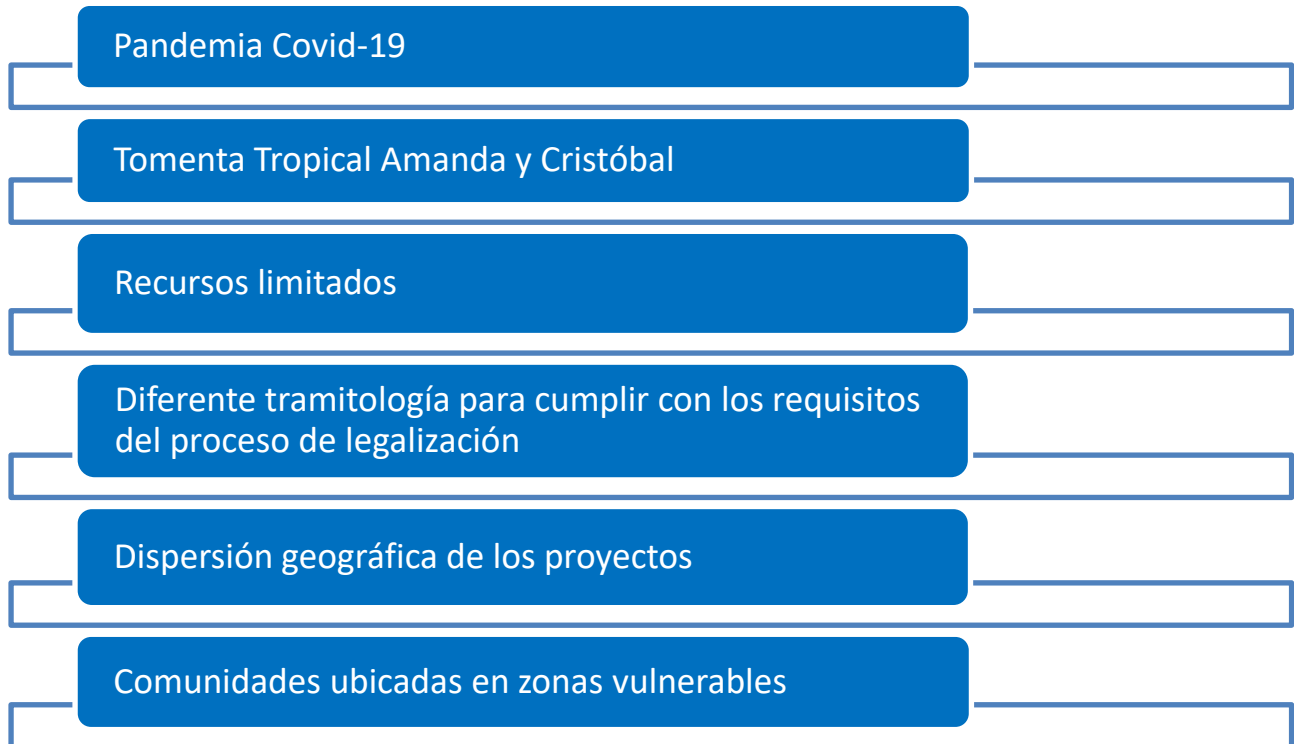 Pandemia Covid-19
Tomenta Tropical Amanda y Cristóbal
Recursos limitados
Diferente tramitología para cumplir con los requisitos
del proceso de legalización
Dispersión geográfica de los proyectos
Comunidades ubicadas en zonas vulnerables